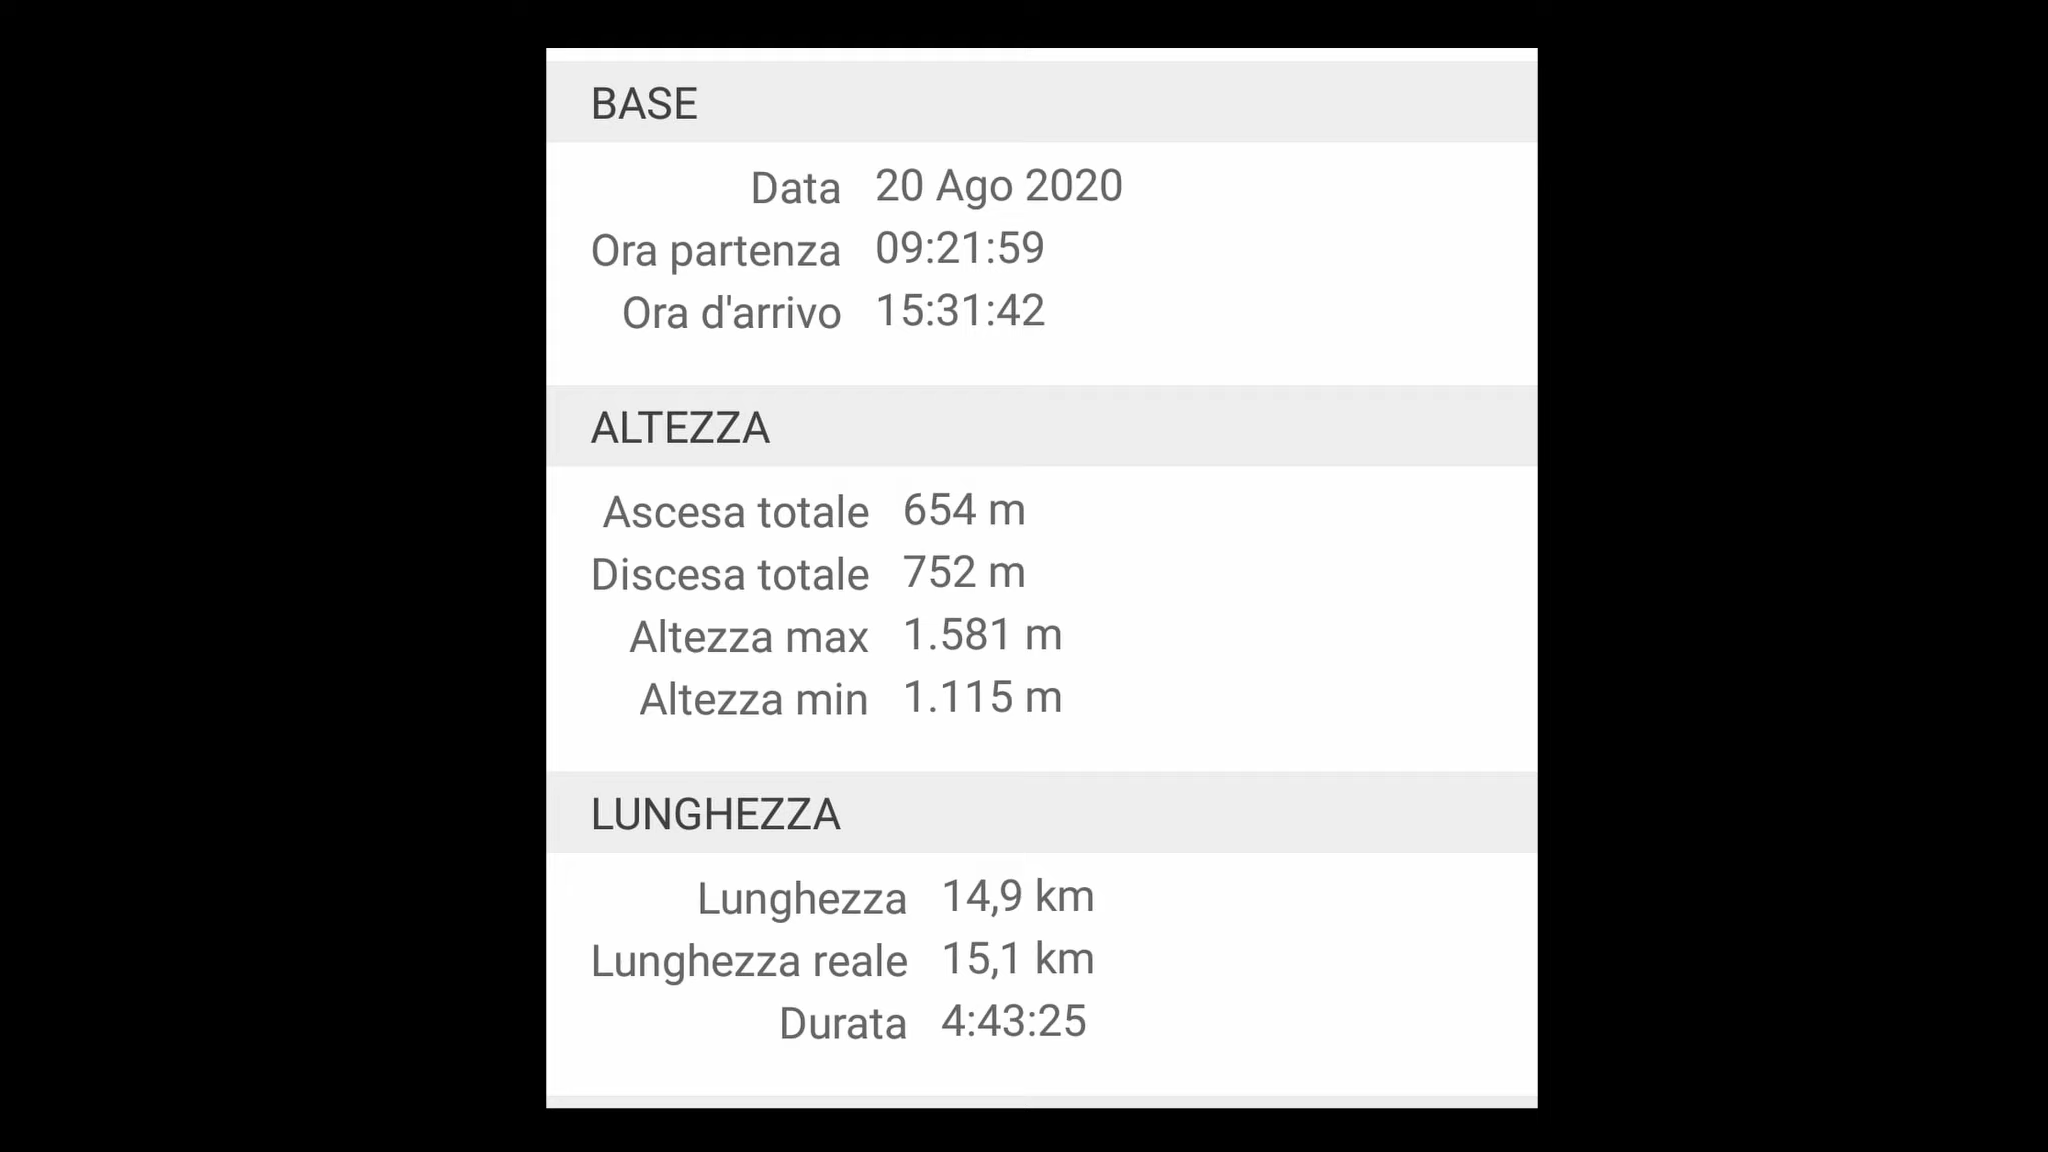 BASE
Data 20 Ago 2020
Ora partenza 09:21:59
Ora d'arrivo 15:31:42
ALTEZZA
Ascesa totale 654 m
Discesa totale 752 m
Altezza max 1.581 m
Altezza min 1.115 m
LUNGHEZZA
Lunghezza 14,9 km
Lunghezza reale 15,1 km
Durata 4:43:25